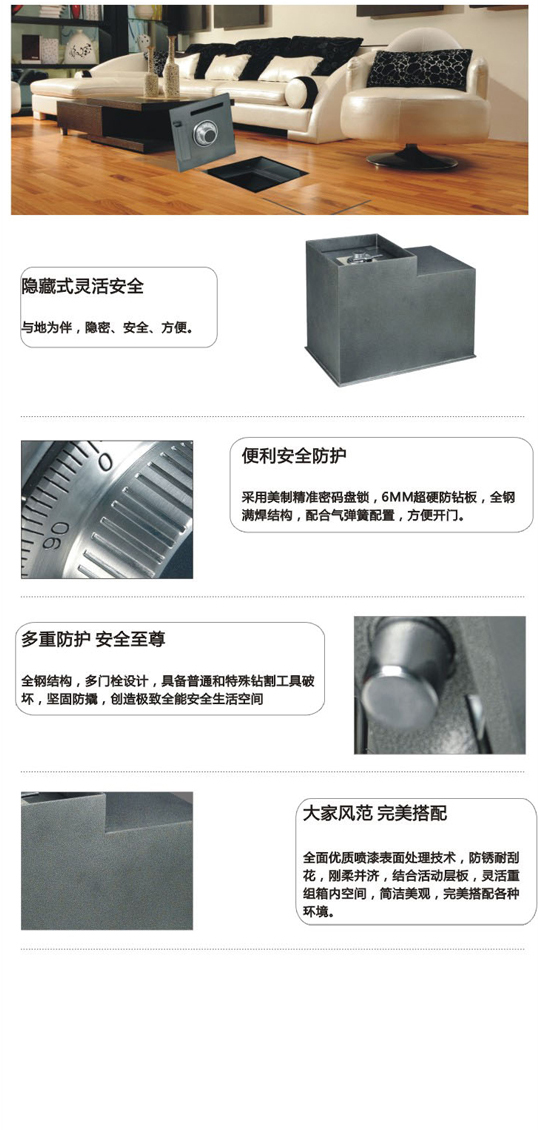 隐藏式灵活安全
与地为伴，隐密、安全、方便。
0
90
便利安全防护
采用美制精准密码盘锁，6MM超硬防钻板，全钢
满焊结构，配合气弹簧配置，方便开门。
多重防护 安全至尊
全钢结构，多门栓设计，具备普通和特殊钻割工具破
坏，坚固防撬，创造极致全能安全生活空间
大家风范 完美搭配
全面优质喷漆表面处理技术，防锈耐刮
花，刚柔并济，结合活动层板，灵活重
组箱内空间，简洁美观，完美搭配各种
环境。